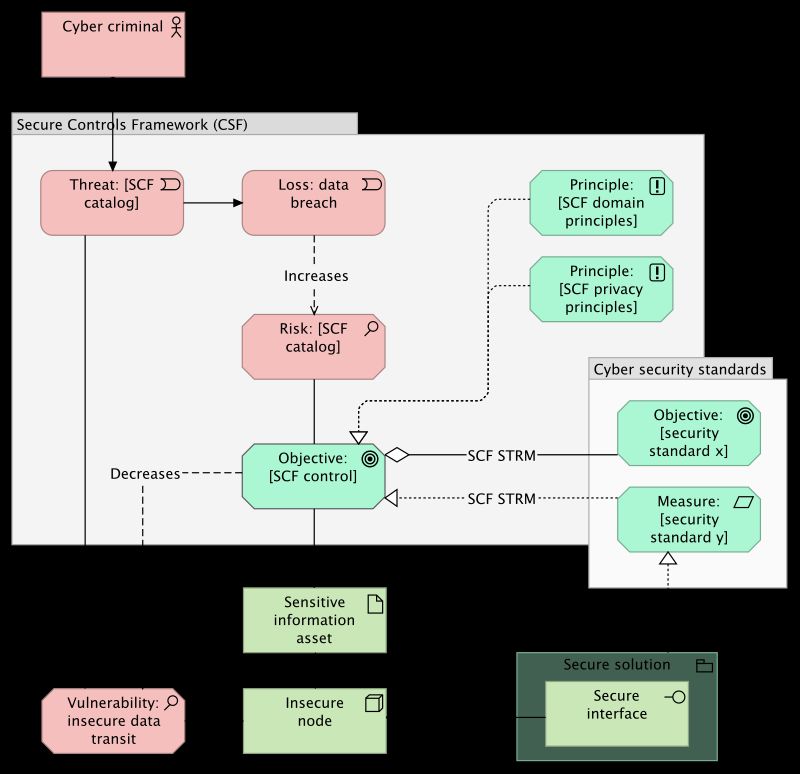 Cyber criminal
Secure Controls Framework (CSF)
Threat: [SCF
catalog]
Loss: data
breach
Principle:
[SCF domain
principles]
Increases
Principle:
[SCF privacy
principles]
Risk: [SCF
catalog]
Cyber security standards
Objective:
[security
standard x]
Objective:
[SCF control]
SCF STRM
Decreases
SCF STRM
Measure:
[security
standard y]
Sensitive
information
asset
Secure solution
Vulnerability:
insecure data
transit
Insecure
node
Secure
interface